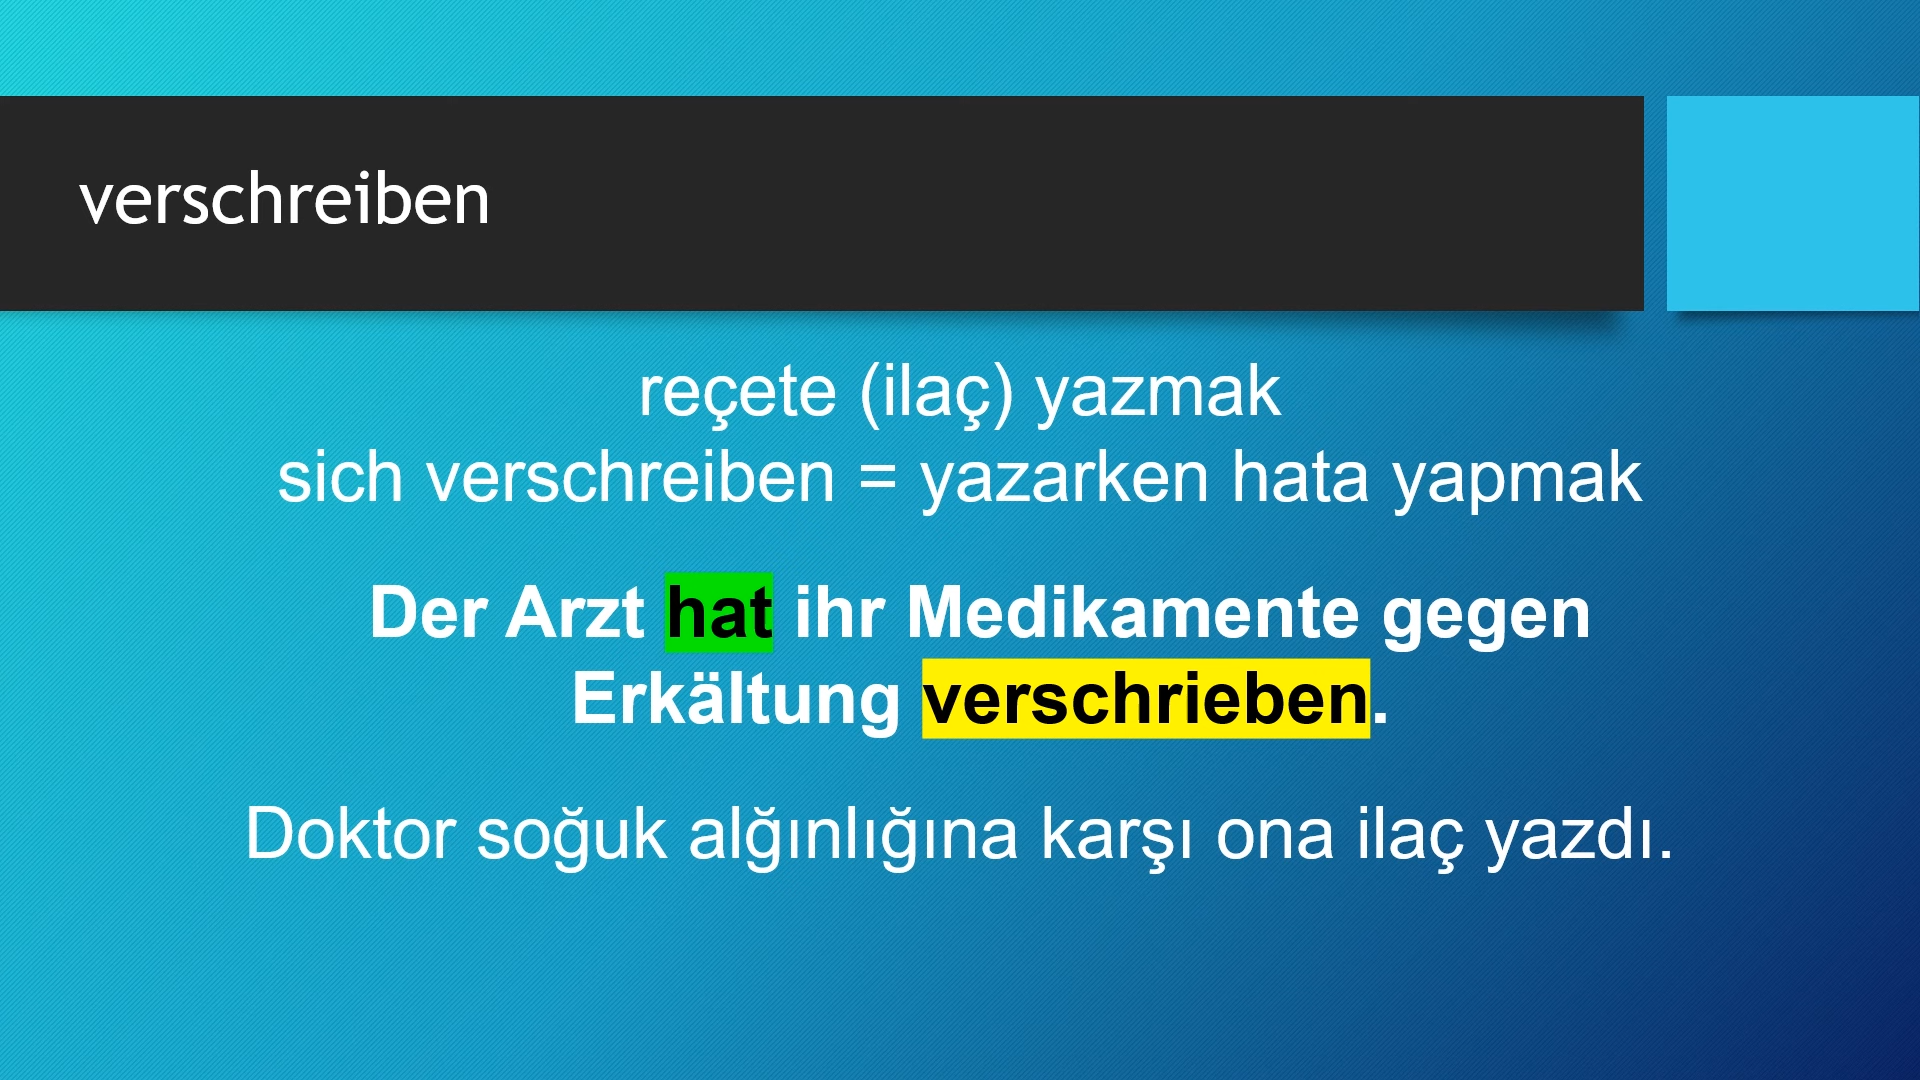 verschreiben
reçete (ilaç) yazmak
sich verschreiben = yazarken hata yapmak
Der Arzt hat ihr Medikamente gegen
Erkältung verschrieben.
Doktor soğuk alğınlığına karşı ona ilaç yazdı.